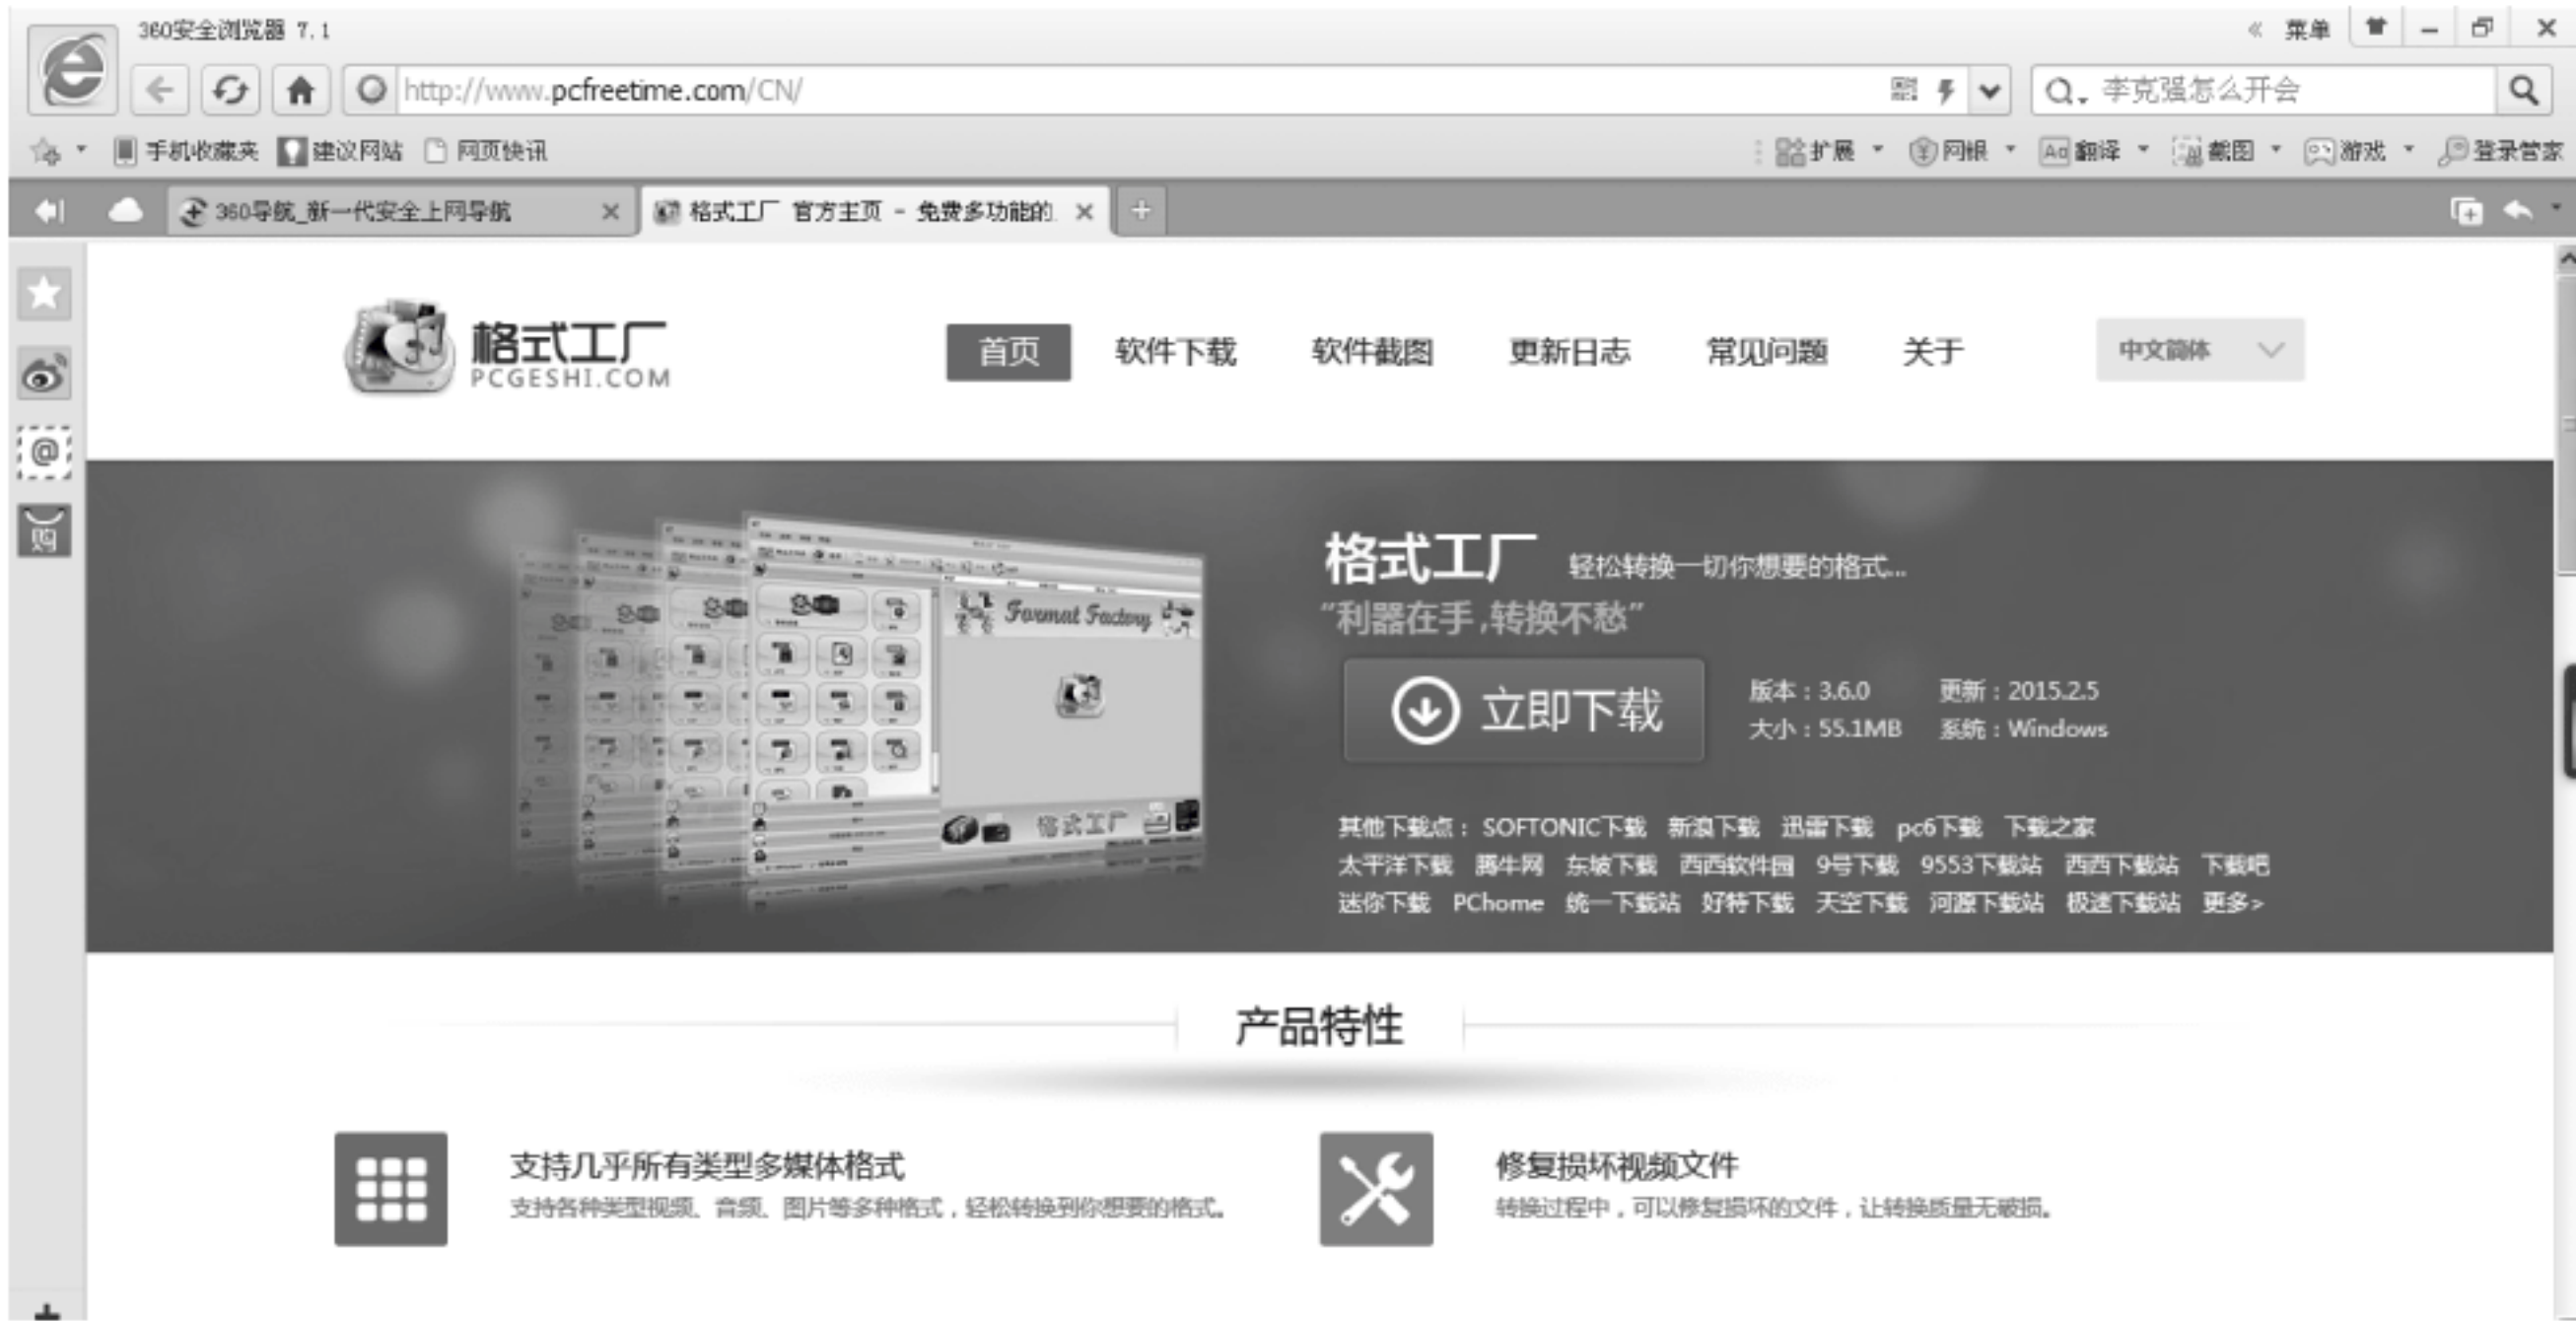 360安全浏览器 7.1 菜单
http://www.pcfreetime.com/CN/ 李克强怎么开会
手机收藏夹 建议网站 网页快讯 扩展 网银 翻译 截图 游戏 登录管家
360导航_新一代安全上网导航 格式工厂 官方主页 - 免费多功能的
格式工厂
PCGESHI.COM
首页 软件下载 软件截图 更新日志 常见问题 关于 中文简体
@
购
Format Factory
格式工厂
格式工厂 轻松转换一切你想要的格式...
“利器在手,转换不愁”
立即下载
版本：3.6.0 更新：2015.2.5
大小：55.1MB 系统：Windows
其他下载点： SOFTONIC下载 新浪下载 迅雷下载 pc6下载 下载之家
太平洋下载 腾牛网 东坡下载 西西软件园 9号下载 9553下载站 西西下载站 下载吧
迷你下载 PChome 统一下载站 好特下载 天空下载 河源下载站 极速下载站 更多>
产品特性
支持几乎所有类型多媒体格式
支持各种类型视频、音频、图片等多种格式，轻松转换到你想要的格式。
修复损坏视频文件
转换过程中，可以修复损坏的文件，让转换质量无破损。